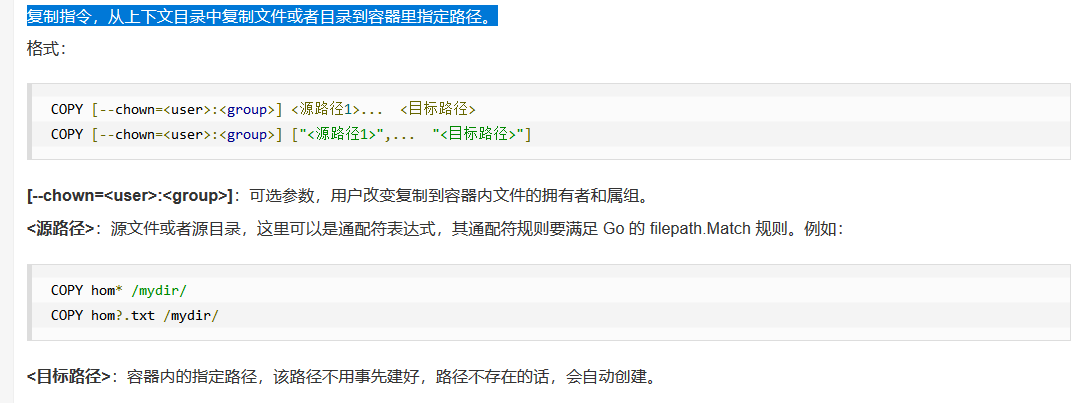 复制指令，从上下文目录中复制文件或者目录到容器里指定路径。
格式：
COPY [--chown=<user>:<group>] <源路径1>...  <目标路径>
COPY [--chown=<user>:<group>] ["<源路径1>",...  "<目标路径>"]
[--chown=<user>:<group>]：可选参数，用户改变复制到容器内文件的拥有者和属组。
<源路径>：源文件或者源目录，这里可以是通配符表达式，其通配符规则要满足 Go 的 filepath.Match 规则。例如：
COPY hom* /mydir/
COPY hom?.txt /mydir/
<目标路径>：容器内的指定路径，该路径不用事先建好，路径不存在的话，会自动创建。